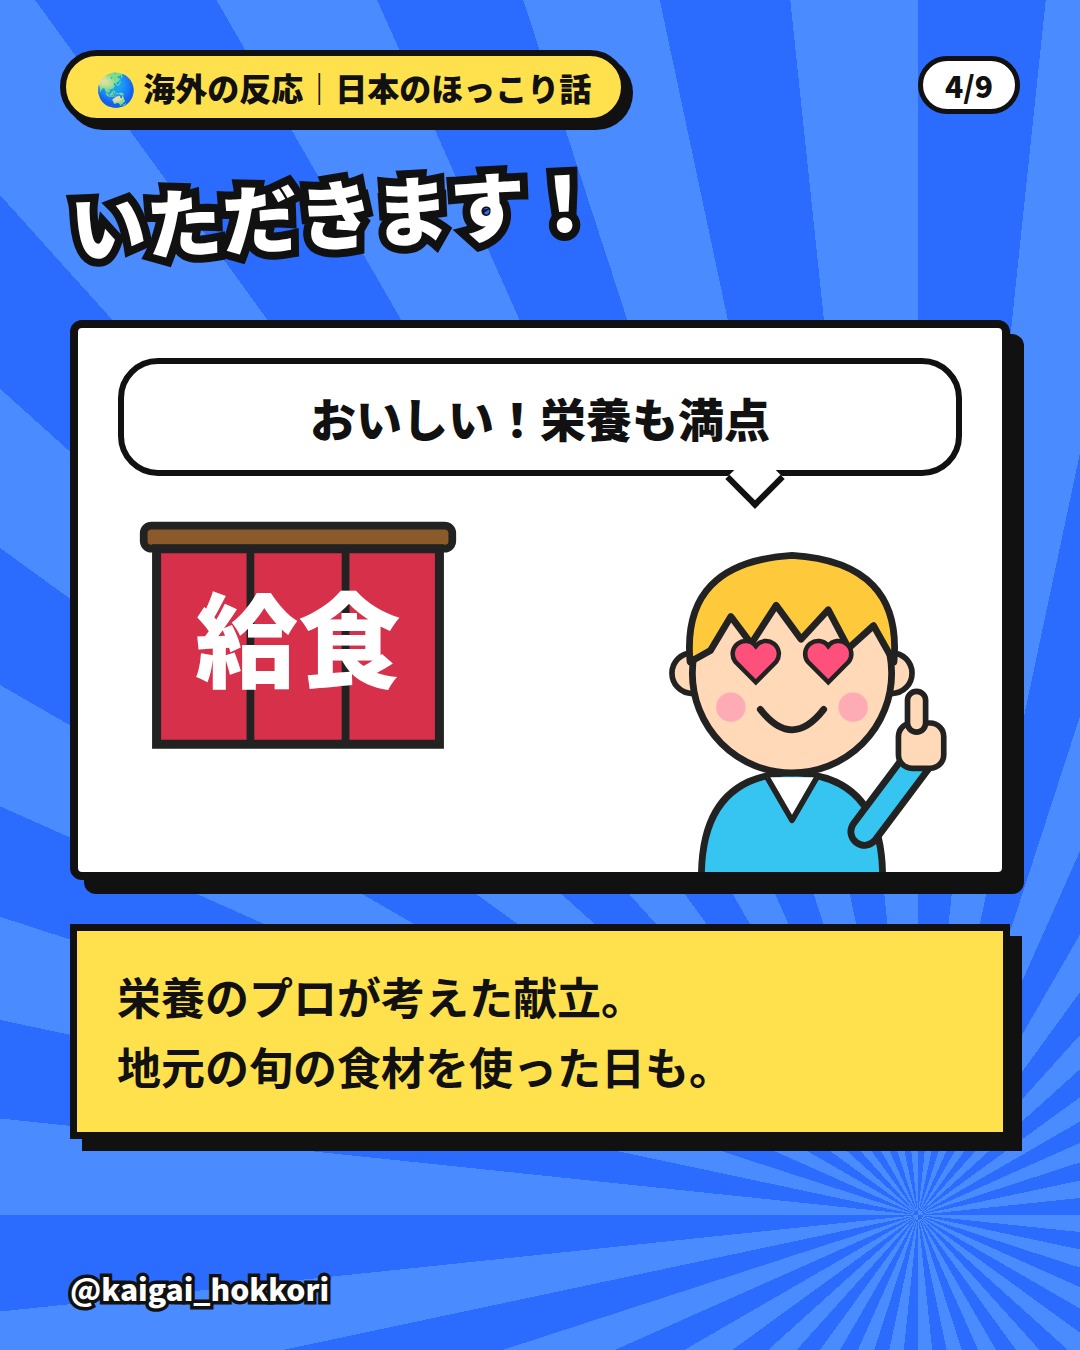 🌏 海外の反応｜日本のほっこり話
4/9
いただきます！
おいしい！栄養も満点
給食
栄養のプロが考えた献立。
地元の旬の食材を使った日も。
@kaigai_hokkori